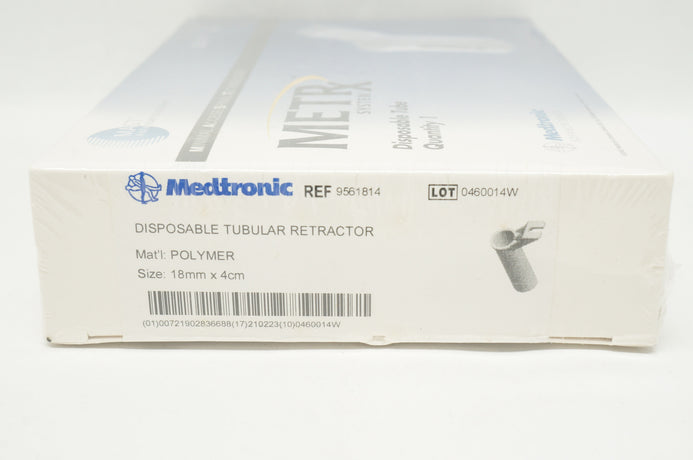 METRx
SYSTEM
Disposable Tube
Quantity 1
Medtronic
Medtronic REF 9561814 LOT 0460014W
DISPOSABLE TUBULAR RETRACTOR
Mat'l: POLYMER
Size: 18mm x 4cm
(01)00721902836688(17)210223(10)0460014W